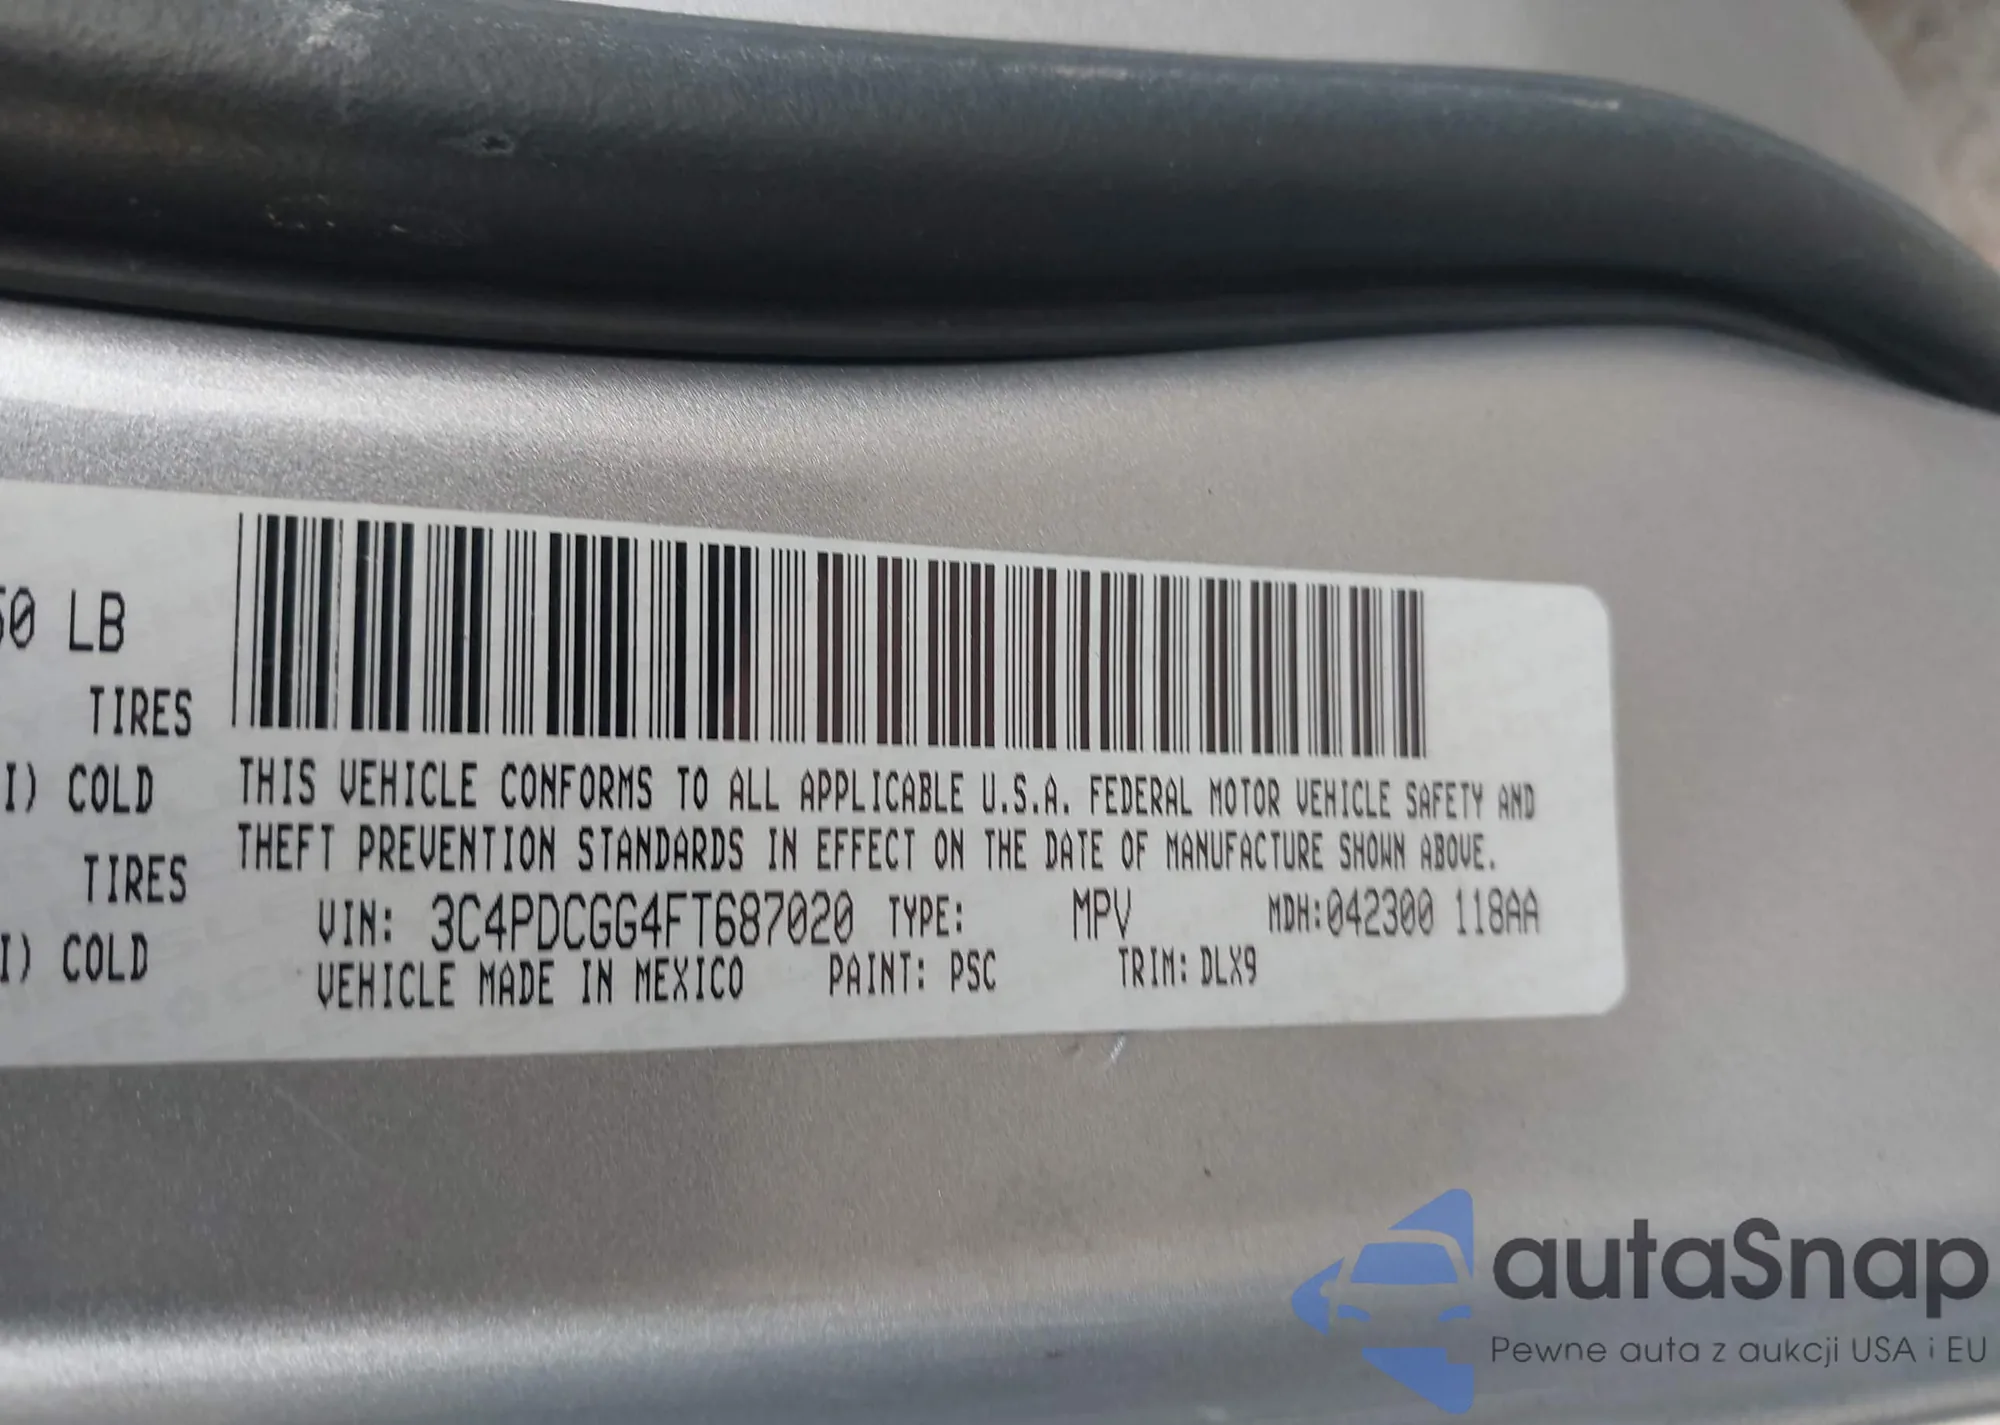 50 LB
TIRES
I) COLD
TIRES
I) COLD
THIS VEHICLE CONFORMS TO ALL APPLICABLE U.S.A. FEDERAL MOTOR VEHICLE SAFETY AND
THEFT PREVENTION STANDARDS IN EFFECT ON THE DATE OF MANUFACTURE SHOWN ABOVE.
VIN: 3C4PDCGG4FT687020 TYPE: MPV MDH:042300 118AA
VEHICLE MADE IN MEXICO PAINT: PSC TRIM: DLX9
autaSnap
Pewne auta z aukcji USA i EU